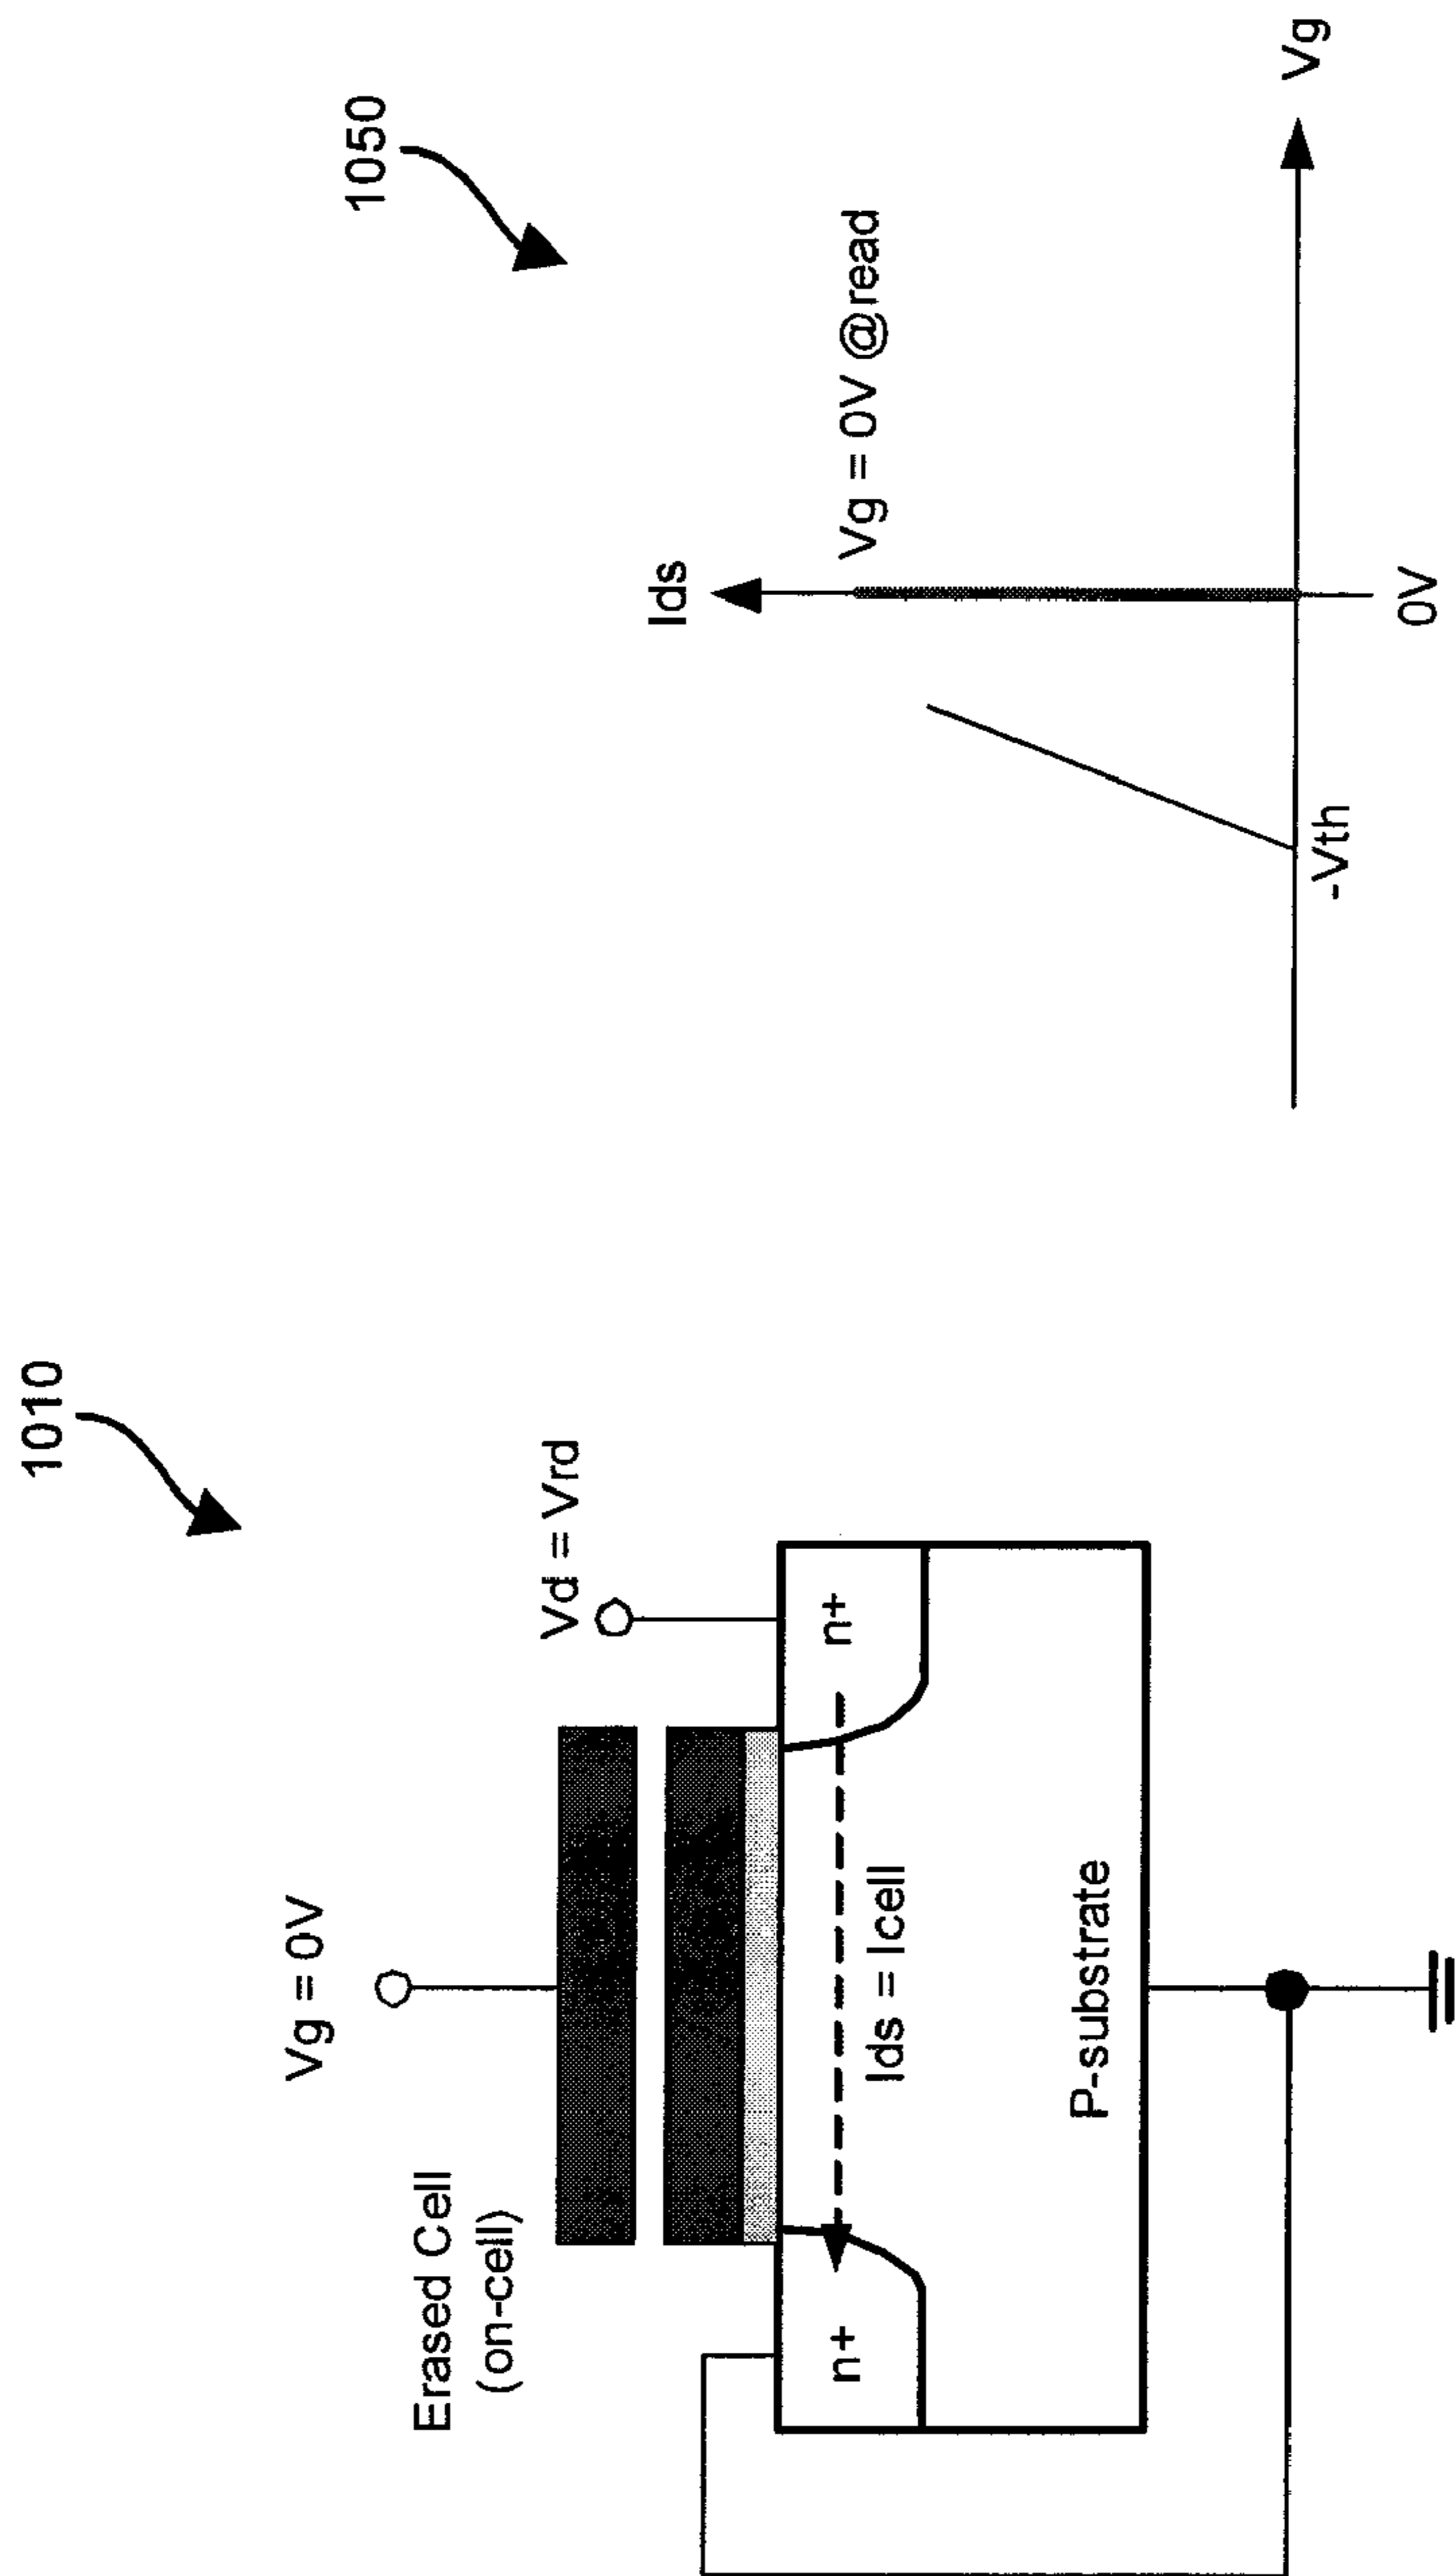 1010
Vg = 0V
Vd = Vrd
Erased Cell
(on-cell)
n+
n+
Ids = Icell
P-substrate
1050
Ids
Vg = 0V @read
Vg
-Vth
0V